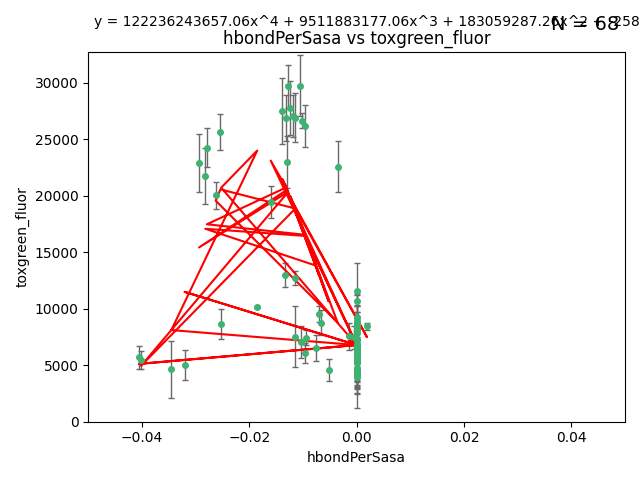 y = 122236243657.06x^4 + 9511883177.06x^3 + 183059287.26x^2 +
N = 68
hbondPerSasa vs toxgreen_fluor
30000
25000
20000
15000
10000
5000
0
toxgreen_fluor
−0.04 −0.02 0.00 0.02 0.04
hbondPerSasa